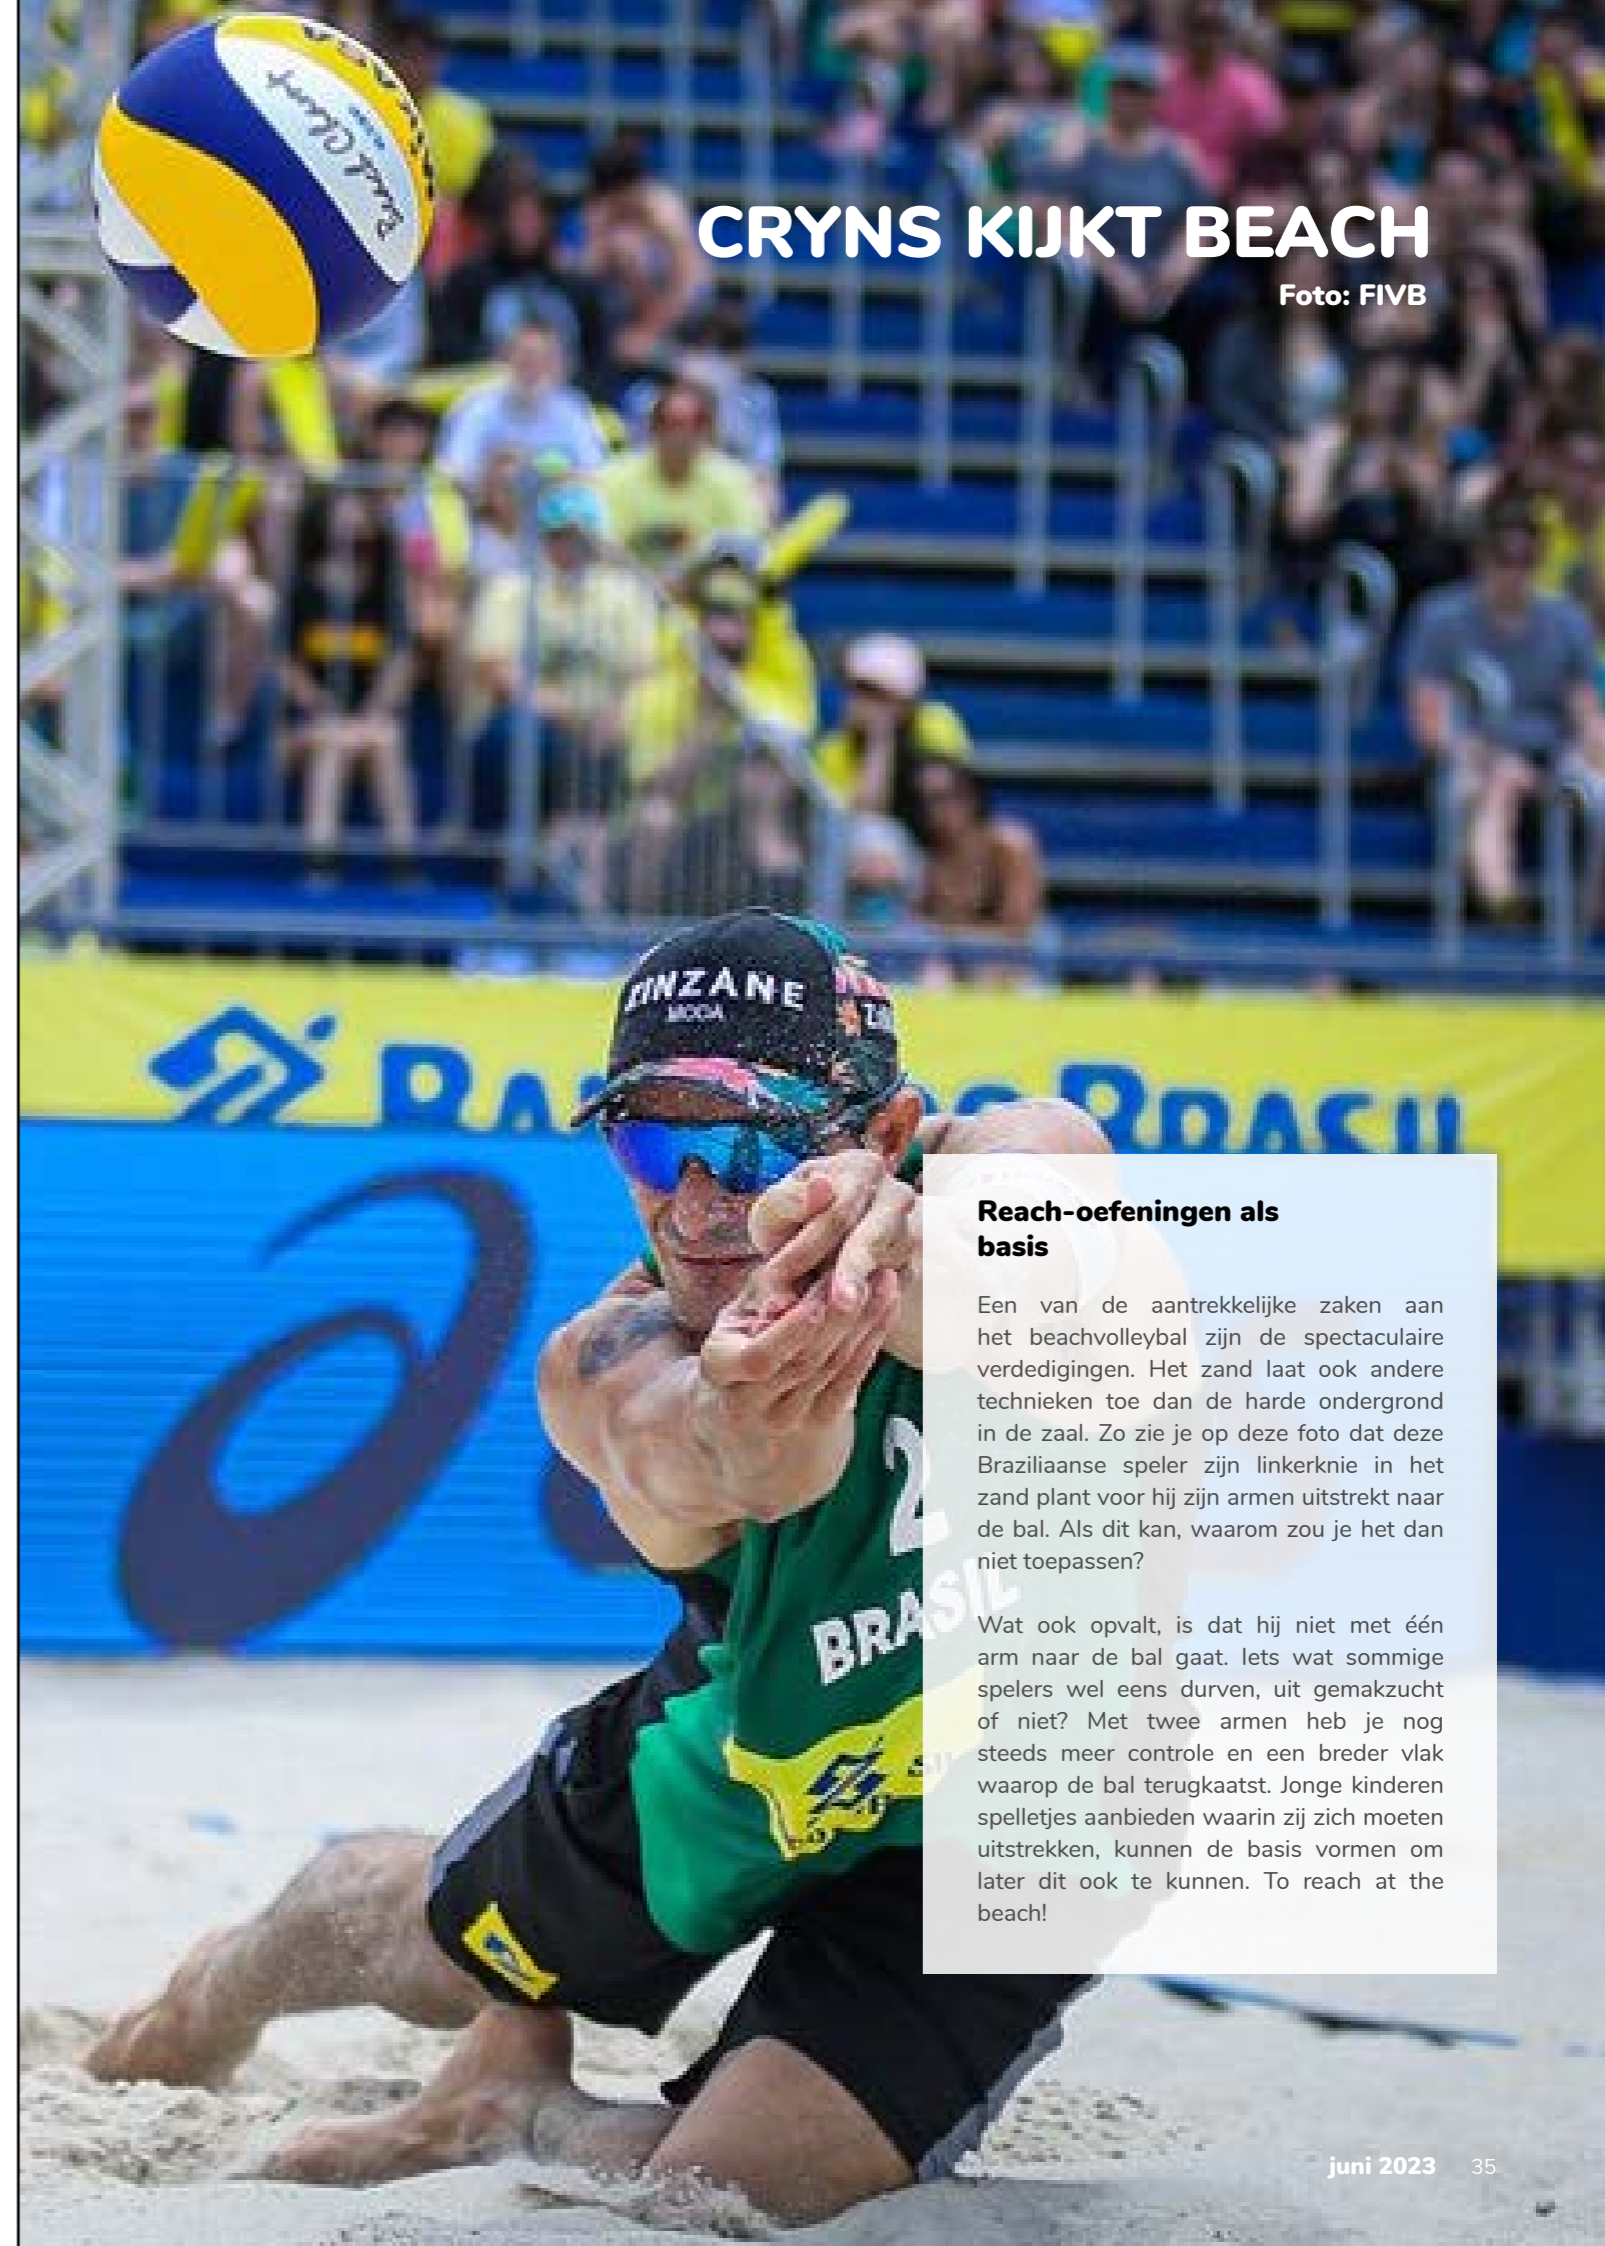 CRYNS KIJKT BEACH
Foto: FIVB
ZINZANE
MODA
BRASIL
2
BRASIL
Reach-oefeningen als
basis
Een van de aantrekkelijke zaken aan
het beachvolleybal zijn de spectaculaire
verdedigingen. Het zand laat ook andere
technieken toe dan de harde ondergrond
in de zaal. Zo zie je op deze foto dat deze
Braziliaanse speler zijn linkerknie in het
zand plant voor hij zijn armen uitstrekt naar
de bal. Als dit kan, waarom zou je het dan
niet toepassen?
Wat ook opvalt, is dat hij niet met één
arm naar de bal gaat. Iets wat sommige
spelers wel eens durven, uit gemakzucht
of niet? Met twee armen heb je nog
steeds meer controle en een breder vlak
waarop de bal terugkaatst. Jonge kinderen
spelletjes aanbieden waarin zij zich moeten
uitstrekken, kunnen de basis vormen om
later dit ook te kunnen. To reach at the
beach!
juni 2023 35